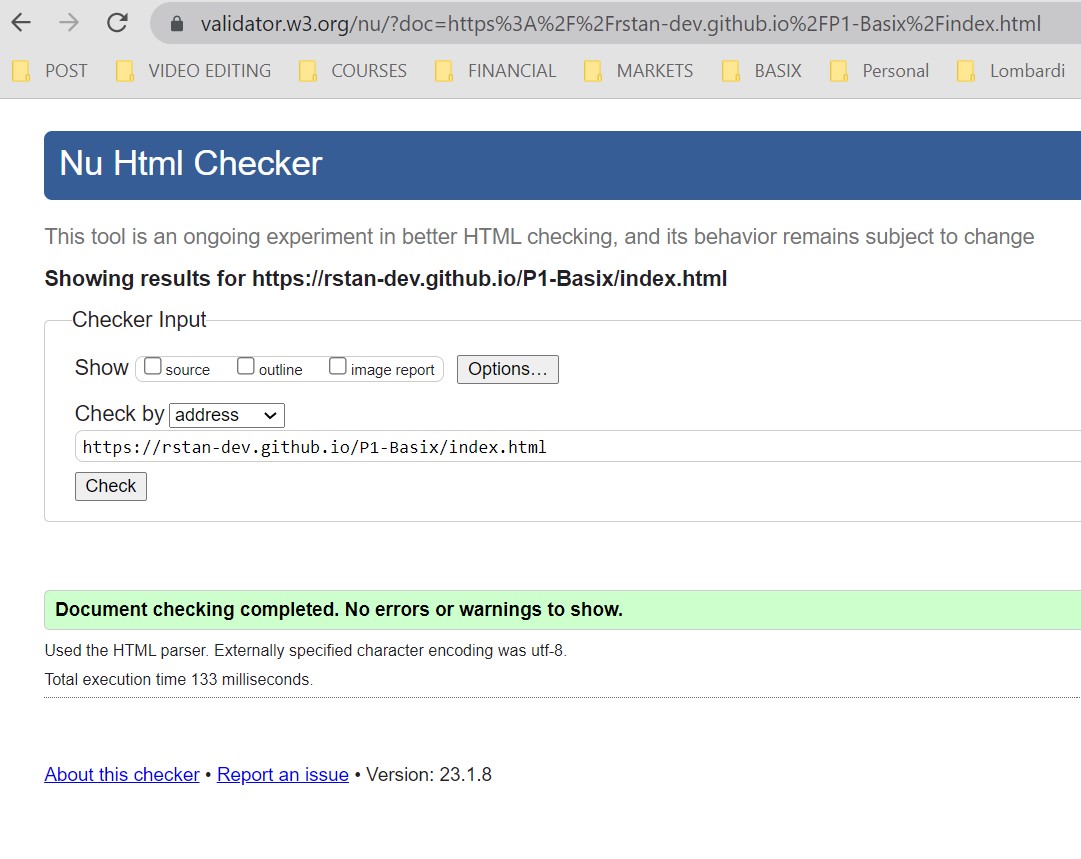 validator.w3.org/nu/?doc=https%3A%2F%2Frstan-dev.github.io%2FP1-Basix%2Findex.html
POST VIDEO EDITING COURSES FINANCIAL MARKETS BASIX Personal Lombardi
Nu Html Checker
This tool is an ongoing experiment in better HTML checking, and its behavior remains subject to change
Showing results for https://rstan-dev.github.io/P1-Basix/index.html
Checker Input
Show source outline image report Options...
Check by address
https://rstan-dev.github.io/P1-Basix/index.html
Check
Document checking completed. No errors or warnings to show.
Used the HTML parser. Externally specified character encoding was utf-8.
Total execution time 133 milliseconds.
About this checker • Report an issue • Version: 23.1.8